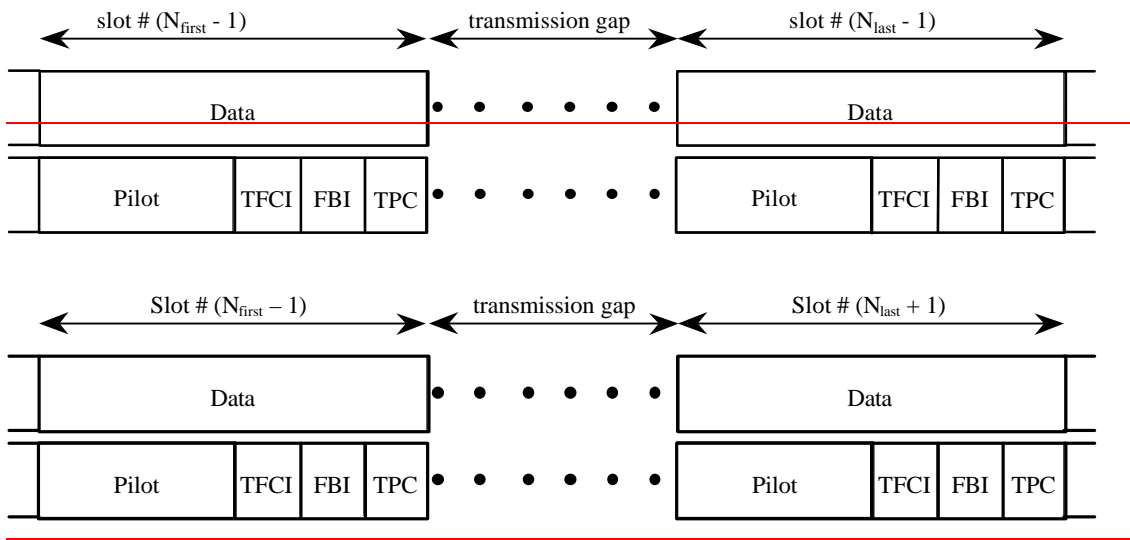 slot # (N_first - 1) transmission gap slot # (N_last - 1)
Data Data
Pilot TFCI FBI TPC Pilot TFCI FBI TPC
Slot # (N_first – 1) transmission gap Slot # (N_last + 1)
Data Data
Pilot TFCI FBI TPC Pilot TFCI FBI TPC